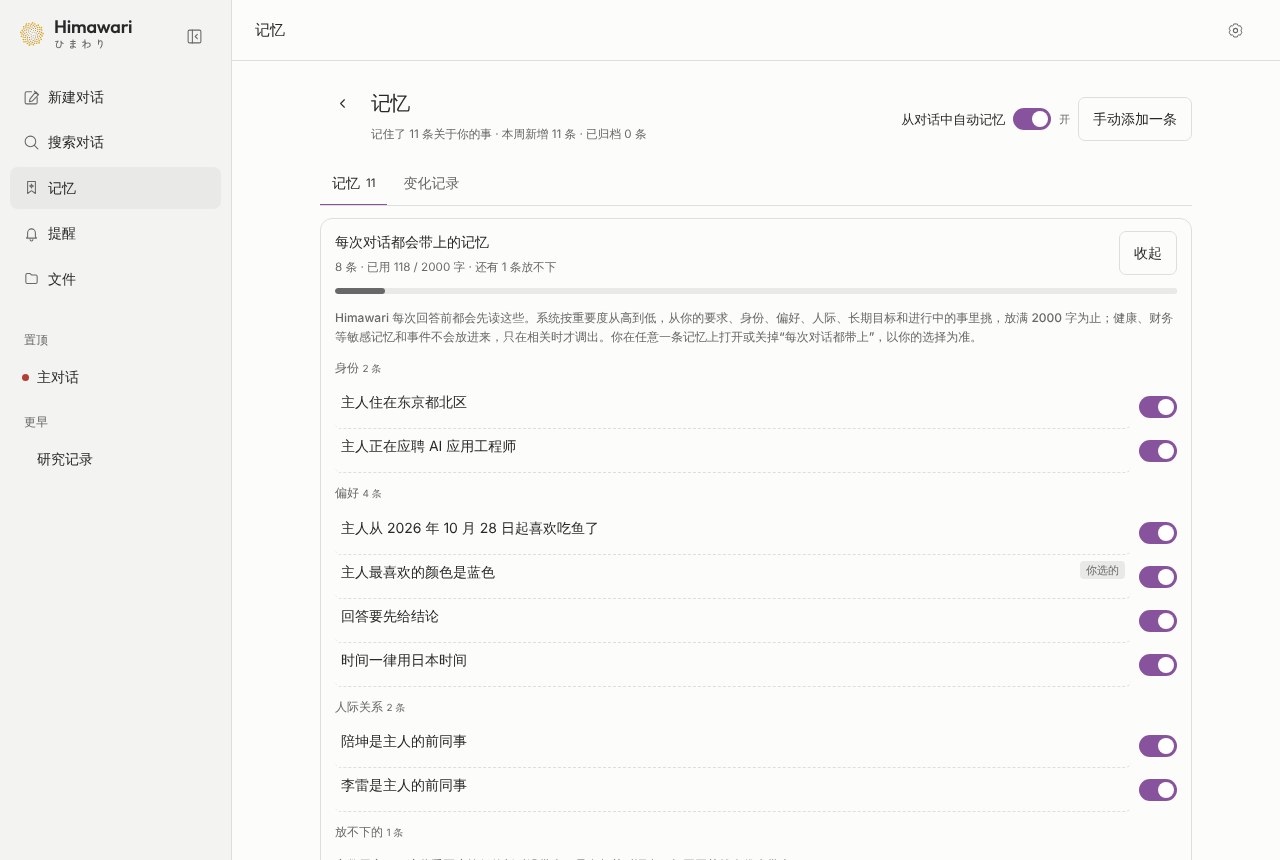 Himawari
ひまわり
新建对话
搜索对话
记忆
提醒
文件
置顶
主对话
更早
研究记录
记忆
记忆
记住了 11 条关于你的事 · 本周新增 11 条 · 已归档 0 条
从对话中自动记忆 开 手动添加一条
记忆 11 变化记录
每次对话都会带上的记忆
8 条 · 已用 118 / 2000 字 · 还有 1 条放不下
收起
Himawari 每次回答前都会先读这些。系统按重要度从高到低，从你的要求、身份、偏好、人际、长期目标和进行中的事里挑，放满 2000 字为止；健康、财务
等敏感记忆和事件不会放进来，只在相关时才调出。你在任意一条记忆上打开或关掉“每次对话都带上”，以你的选择为准。
身份 2 条
主人住在东京都北区
主人正在应聘 AI 应用工程师
偏好 4 条
主人从 2026 年 10 月 28 日起喜欢吃鱼了
主人最喜欢的颜色是蓝色 你选的
回答要先给结论
时间一律用日本时间
人际关系 2 条
陪坤是主人的前同事
李雷是主人的前同事
放不下的 1 条